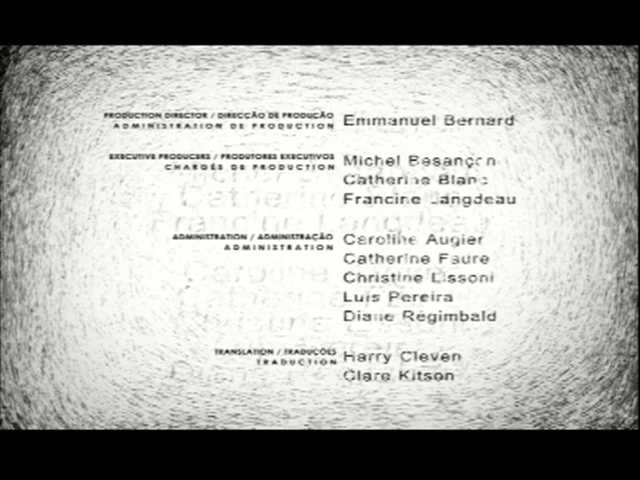 PRODUCTION DIRECTOR / DIRECÇÃO DE PRODUÇÃO
ADMINISTRATION DE PRODUCTION
Emmanuel Bernard
EXECUTIVE PRODUCERS / PRODUTORES EXECUTIVOS
CHARGÉS DE PRODUCTION
Michel Besançon
Catherine Blanc
Francine Langdeau
ADMINISTRATION / ADMINISTRAÇÃO
ADMINISTRATION
Caroline Augier
Catherine Faure
Christine Lissoni
Luis Pereira
Diane Régimbald
TRANSLATION / TRADUÇÕES
TRADUCTION
Harry Cleven
Clare Kitson